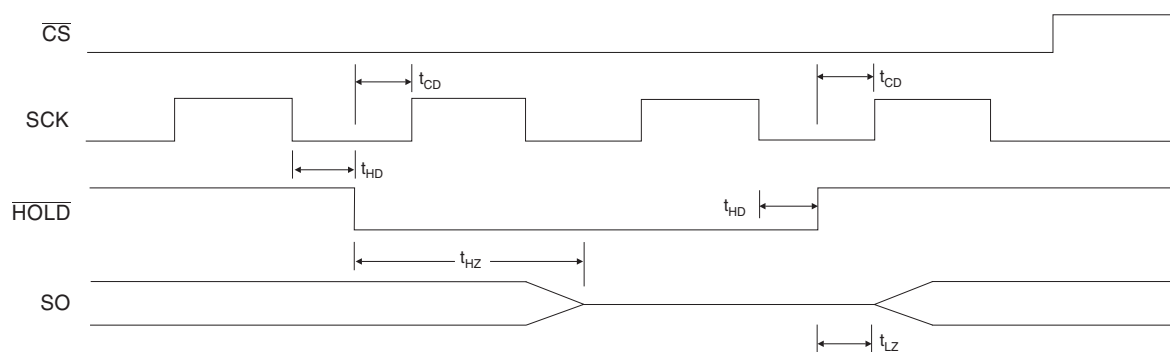 CS
t_CD t_CD
SCK
t_HD
HOLD
t_HD
t_HZ
SO
t_LZ